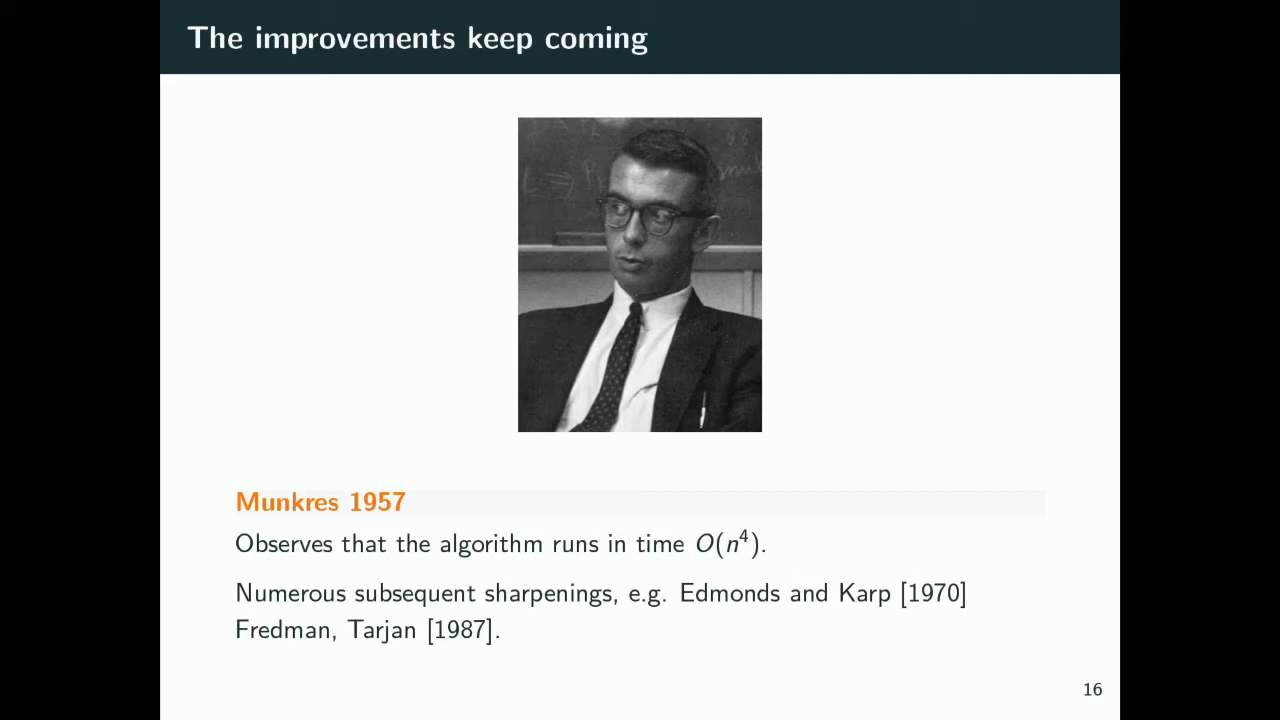 The improvements keep coming
Munkres 1957
Observes that the algorithm runs in time O(n⁴).
Numerous subsequent sharpenings, e.g. Edmonds and Karp [1970]
Fredman, Tarjan [1987].
16